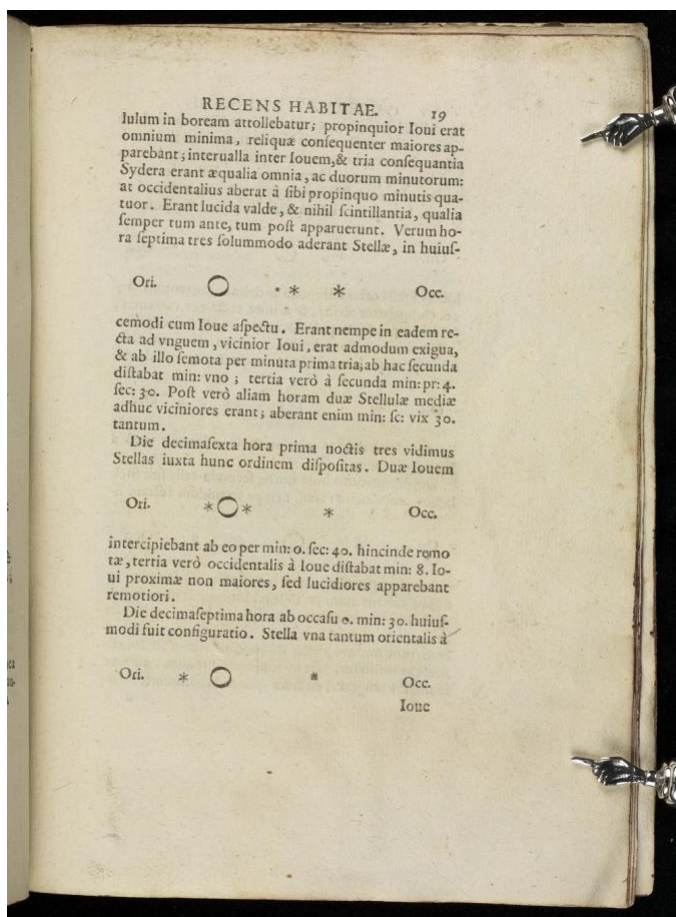 RECENS HABITAE. 19
lulum in boream attollebatur; propinquior Ioui erat
omnium minima, reliquæ conſequenter maiores ap-
parebant; interualla inter Iouem, & tria conſequantia
Sydera erant æqualia omnia, ac duorum minutorum:
at occidentalius aberat à ſibi propinquo minutis qua-
tuor. Erant lucida valde, & nihil ſcintillantia, qualia
ſemper tum ante, tum poſt apparuerunt. Verum ho-
ra ſeptima tres ſolummodo aderant Stellæ, in huiuſ-
Ori. Occ.
cemodi cum Ioue aſpectu. Erant nempe in eadem re-
cta ad vnguem, vicinior Ioui, erat admodum exigua,
& ab illo ſemota per minuta prima tria; ab hac ſecunda
diſtabat min: vno; tertia verò à ſecunda min: pr: 4.
ſec: 30. Poſt verò aliam horam duæ Stellulæ mediæ
adhuc viciniores erant; aberant enim min: ſc: vix 30.
tantum.
Die decimaſexta hora prima noctis tres vidimus
Stellas iuxta hunc ordinem diſpoſitas. Duæ Iouem
Ori. Occ.
intercipiebant ab eo per min: 0. ſec: 40. hincinde remo
tæ, tertia verò occidentalis à Ioue diſtabat min: 8. Io-
ui proximæ non maiores, ſed lucidiores apparebant
remotiori.
Die decimaſeptima hora ab occaſu 0. min: 30. huiuſ-
modi fuit configuratio. Stella vna tantum orientalis à
Ori. Occ.
Ioue